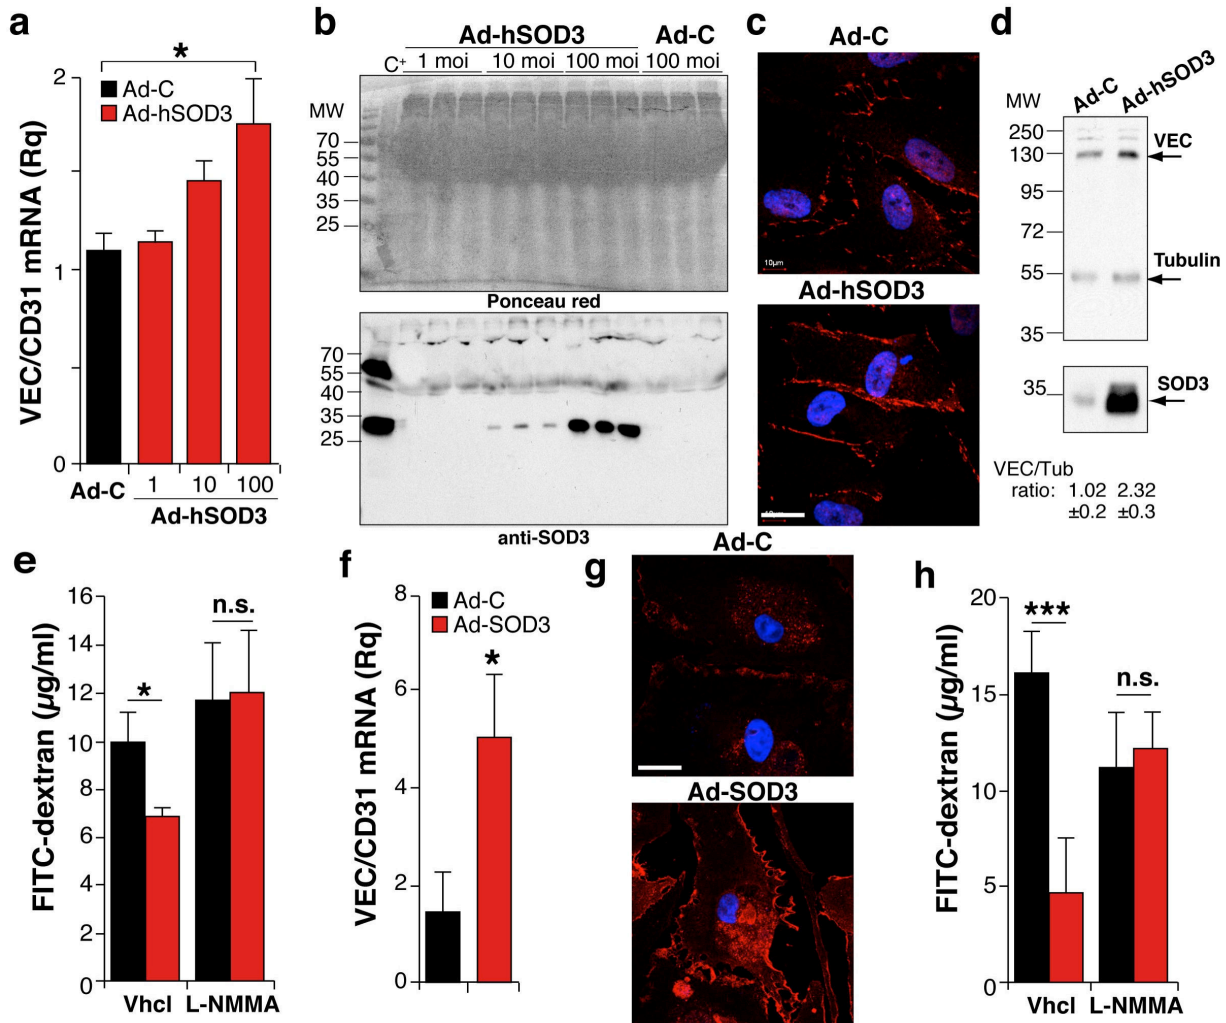 a
*
2
1
0
VEC/CD31 mRNA (Rq)
Ad-C
Ad-hSOD3
Ad-C
1
10
100
Ad-hSOD3
b
Ad-hSOD3
Ad-C
C+
1 moi
10 moi
100 moi
100 moi
MW
70
55
40
35
25
Ponceau red
70
55
40
35
25
anti-SOD3
c
Ad-C
10µm
Ad-hSOD3
d
Ad-C
Ad-hSOD3
MW
250
130
95
72
55
35
VEC
Tubulin
35
SOD3
VEC/Tub
ratio: 1.02 2.32
±0.2 ±0.3
e
16
14
12
10
8
6
4
2
0
FITC-dextran (µg/ml)
*
n.s.
Vhcl
L-NMMA
f
8
6
4
2
0
VEC/CD31 mRNA (Rq)
Ad-C
Ad-SOD3
*
g
Ad-C
Ad-SOD3
h
20
15
10
5
0
FITC-dextran (µg/ml)
***
n.s.
Vhcl
L-NMMA